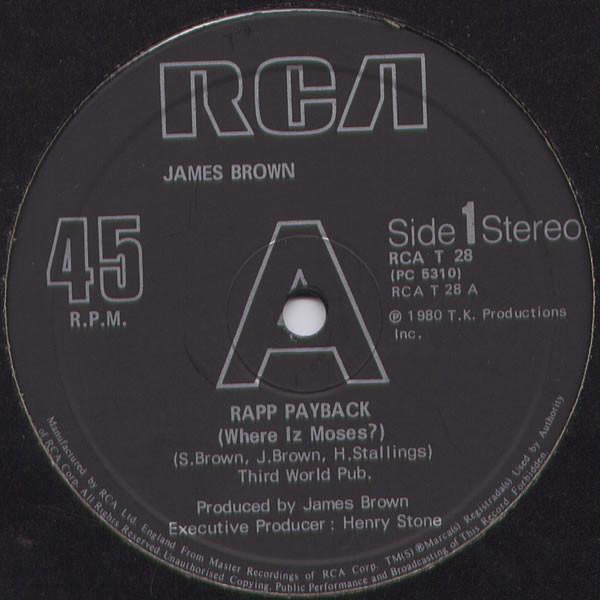 RCA
JAMES BROWN
45
R.P.M.
A
Side 1 Stereo
RCA T 28
(PC 5310)
RCA T 28 A
℗ 1980 T.K. Productions
Inc.
RAPP PAYBACK
(Where Iz Moses?)
(S.Brown, J.Brown, H.Stallings)
Third World Pub.
Produced by James Brown
Executive Producer : Henry Stone
Manufactured by RCA Ltd. England From Master Recordings of RCA Corp. TM(S)®Marca(s) Registrada(s) Used by Authority
of RCA Corp. All Rights Reserved Unauthorised Copying, Public Performance and Broadcasting of This Record Forbidden.